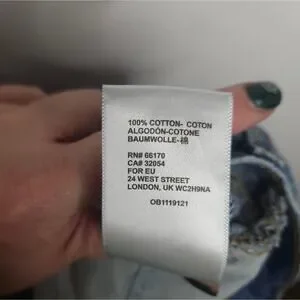 100% COTTON- COTON
ALGODÓN-COTONE
BAUMWOLLE-棉
RN# 66170
CA# 32054
FOR EU
24 WEST STREET
LONDON, UK WC2H9NA
OB1119121